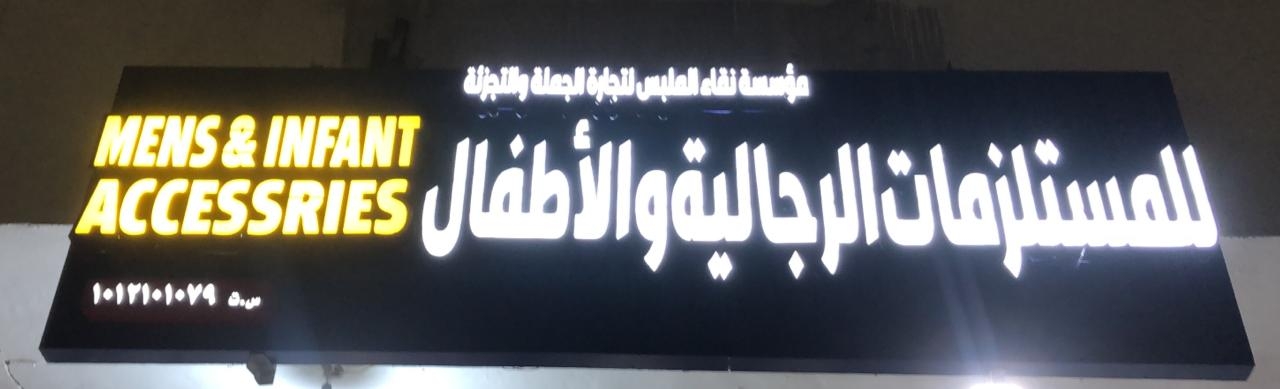 مؤسسة نقاء الملبس لتجارة الجملة والتجزئة
للمستلزمات الرجالية والأطفال
MENS & INFANT
ACCESSRIES
س.ت ١٠١٢١٠١٠٧٩